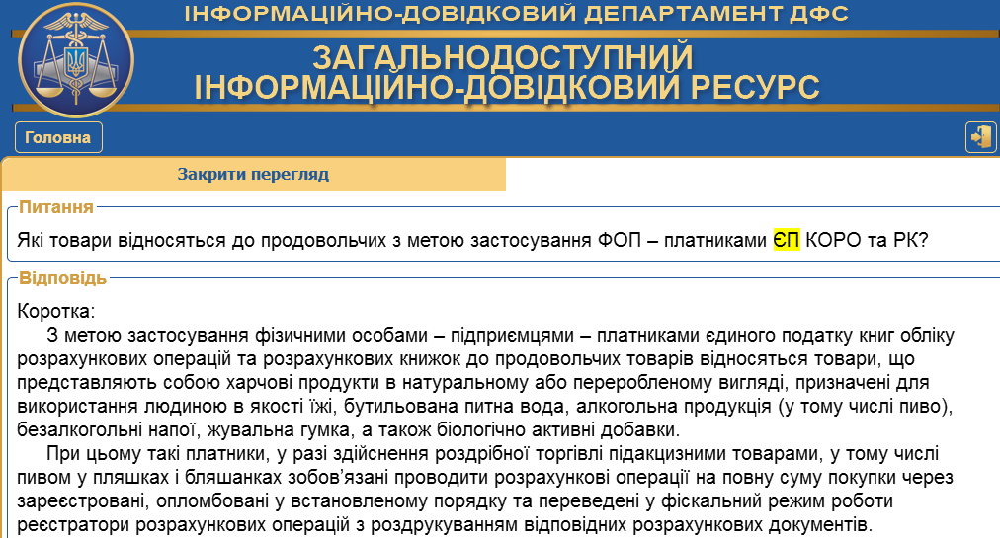 ІНФОРМАЦІЙНО-ДОВІДКОВИЙ ДЕПАРТАМЕНТ ДФС
ЗАГАЛЬНОДОСТУПНИЙ
ІНФОРМАЦІЙНО-ДОВІДКОВИЙ РЕСУРС
Головна
Закрити перегляд
Питання
Які товари відносяться до продовольчих з метою застосування ФОП – платниками ЄП КОРО та РК?
Відповідь
Коротка:
З метою застосування фізичними особами – підприємцями – платниками єдиного податку книг обліку
розрахункових операцій та розрахункових книжок до продовольчих товарів відносяться товари, що
представляють собою харчові продукти в натуральному або переробленому вигляді, призначені для
використання людиною в якості їжі, бутильована питна вода, алкогольна продукція (у тому числі пиво),
безалкогольні напої, жувальна гумка, а також біологічно активні добавки.
При цьому такі платники, у разі здійснення роздрібної торгівлі підакцизними товарами, у тому числі
пивом у пляшках і бляшанках зобов’язані проводити розрахункові операції на повну суму покупки через
зареєстровані, опломбовані у встановленому порядку та переведені у фіскальний режим роботи
реєстратори розрахункових операцій з роздрукуванням відповідних розрахункових документів.